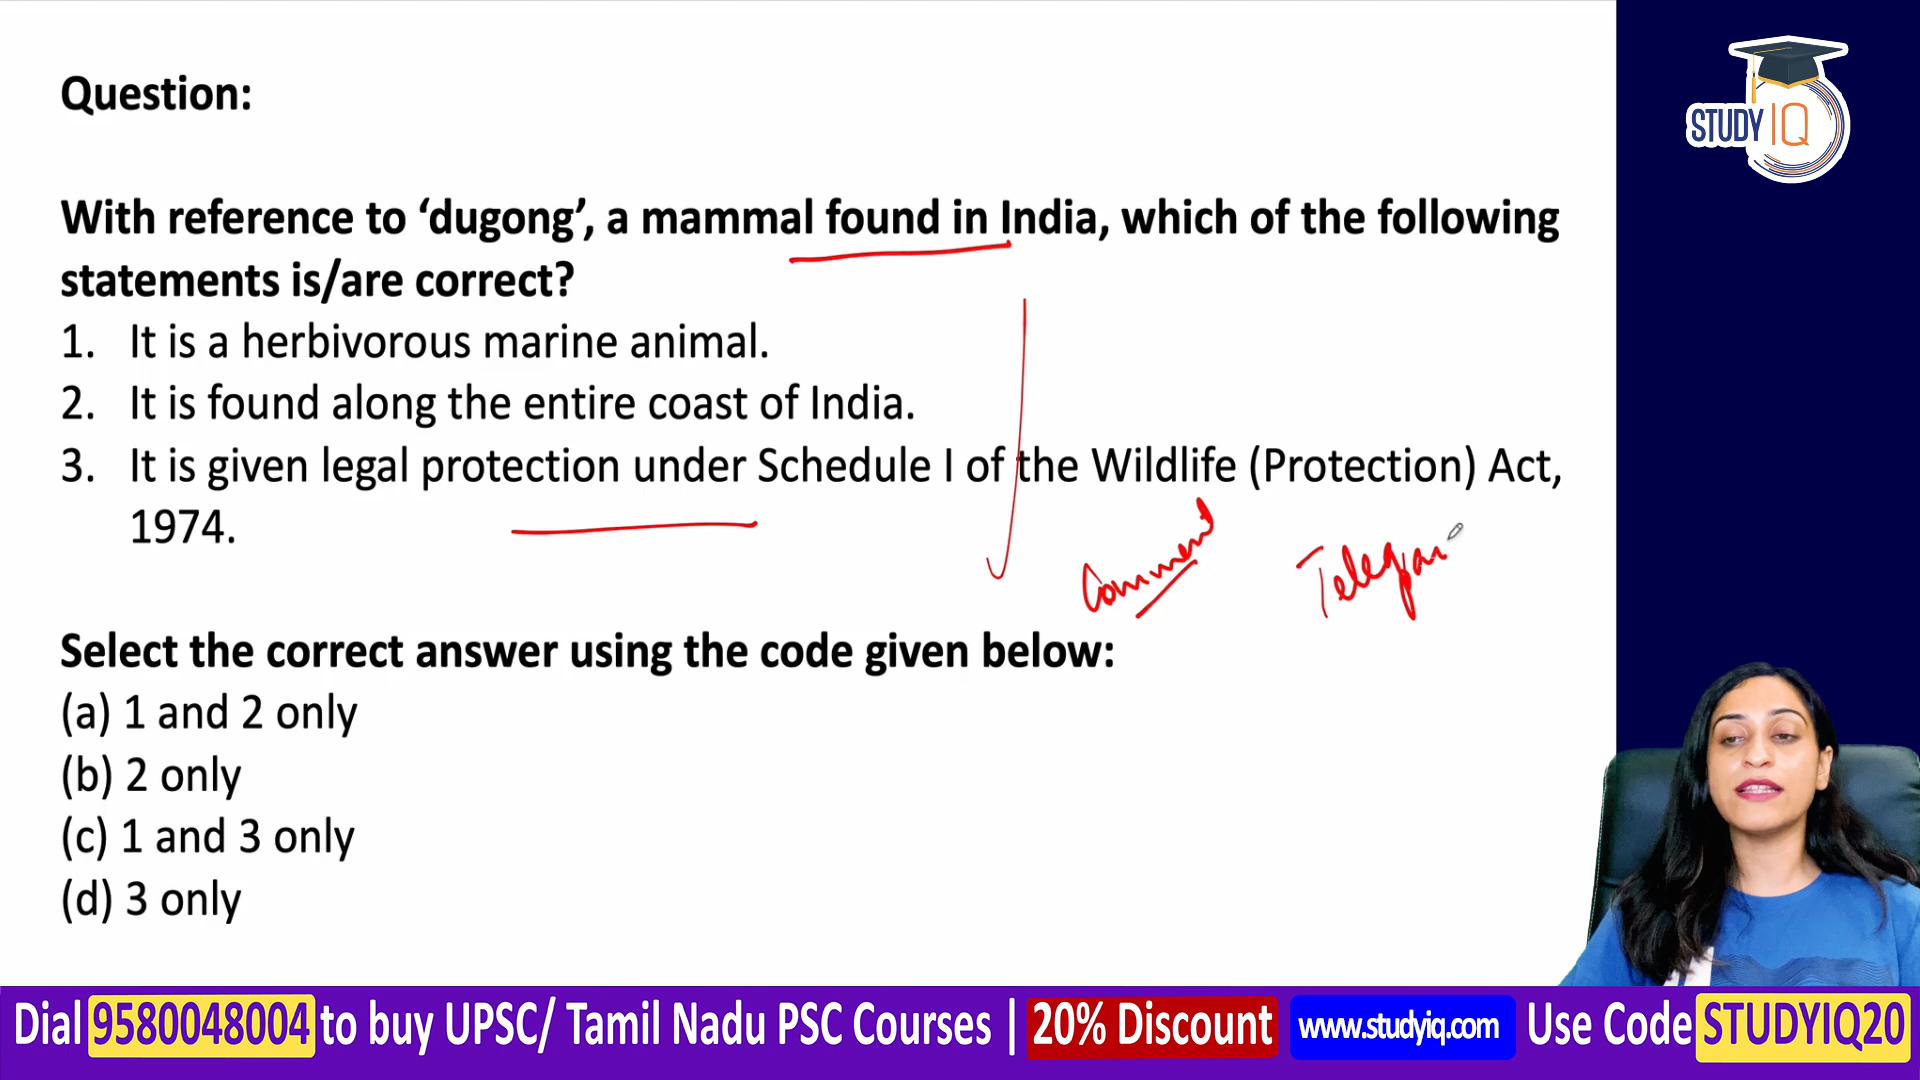 Question:
STUDY IQ
With reference to ‘dugong’, a mammal found in India, which of the following
statements is/are correct?
1. It is a herbivorous marine animal.
2. It is found along the entire coast of India.
3. It is given legal protection under Schedule I of the Wildlife (Protection) Act,
1974.
Comment
Telegram
Select the correct answer using the code given below:
(a) 1 and 2 only
(b) 2 only
(c) 1 and 3 only
(d) 3 only
Dial 9580048004 to buy UPSC/ Tamil Nadu PSC Courses | 20% Discount www.studyiq.com Use Code STUDYIQ20